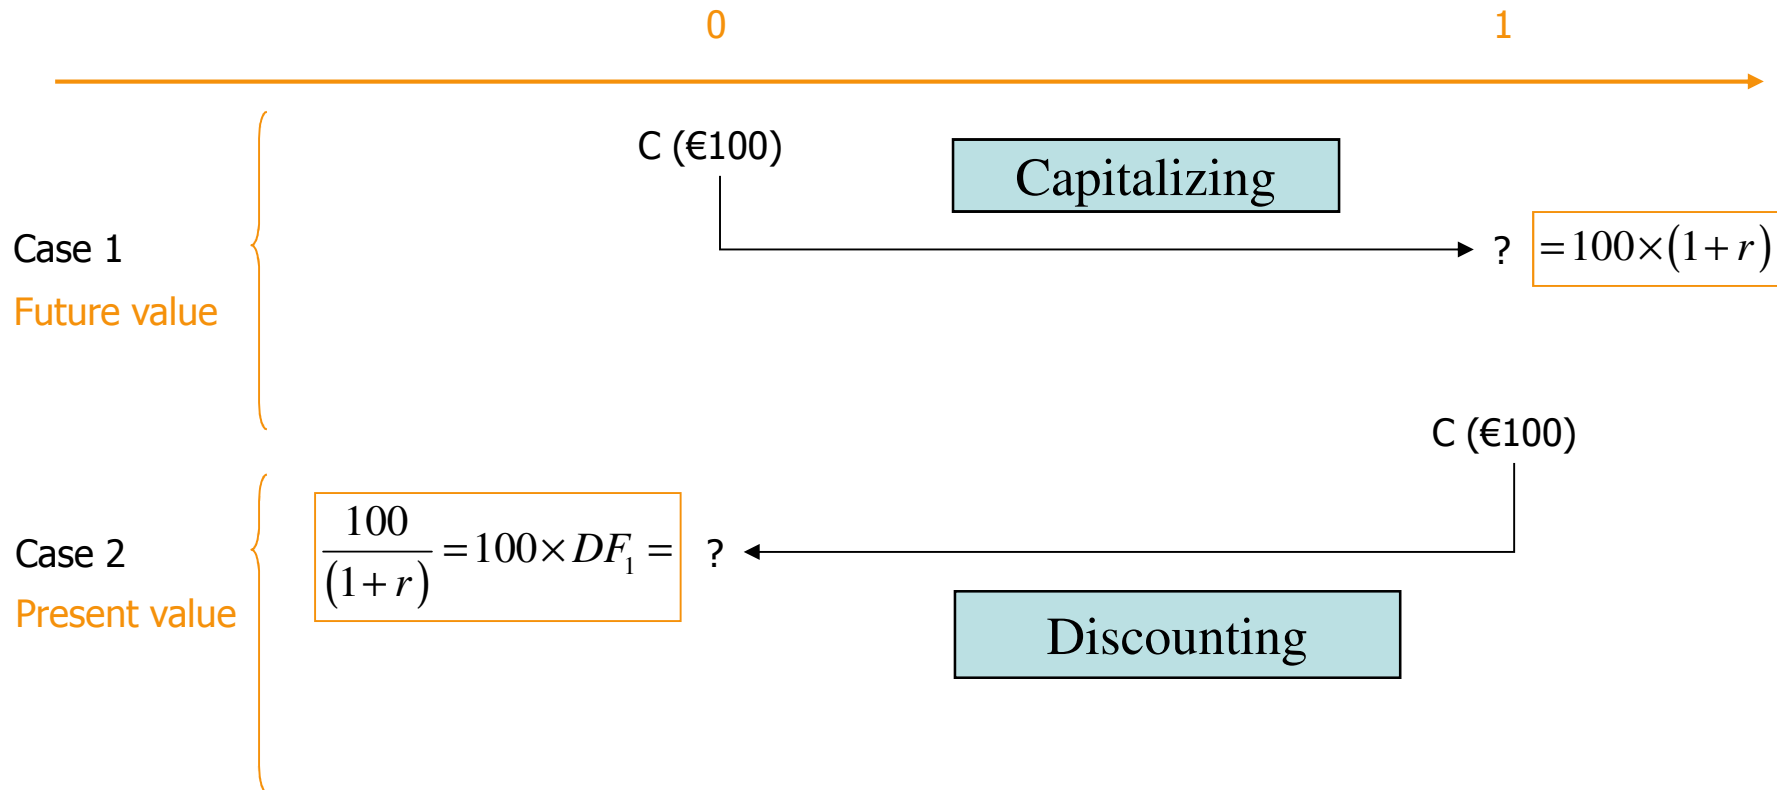 0 1
C (€100)
Capitalizing
Case 1
? =100×(1+r)
Future value
C (€100)
Case 2
100/(1+r) =100×DF₁= ?
Present value
Discounting